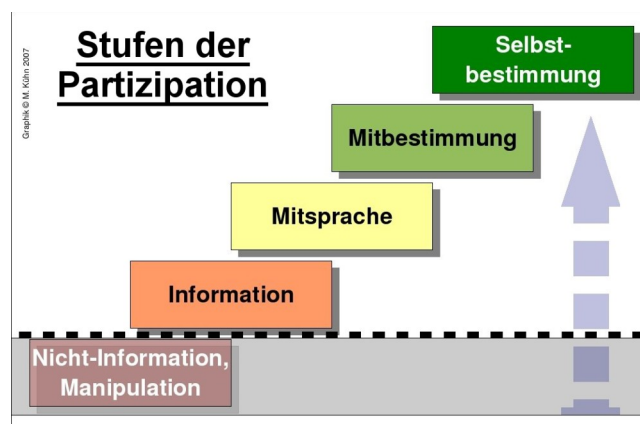 Stufen der
Partizipation
Graphik © M. Kühn 2007
Selbst-
bestimmung
Mitbestimmung
Mitsprache
Information
Nicht-Information,
Manipulation